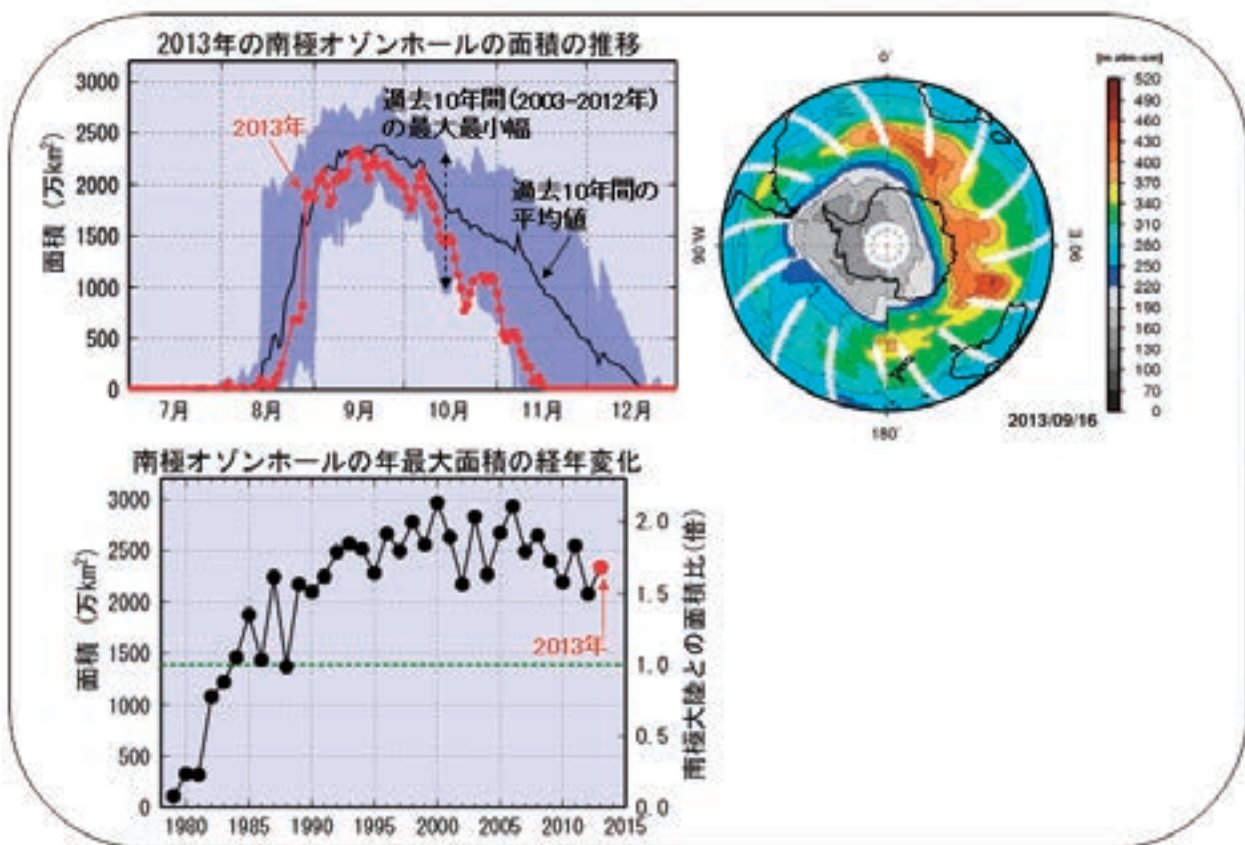 2013年の南極オゾンホールの面積の推移
面積 (万km²)
3000
2500
2000
1500
1000
500
0
7月 8月 9月 10月 11月 12月
2013年
過去10年間(2003-2012年)
の最大最小幅
過去10年間の
平均値
0°
90°W
90°E
180°
2013/09/16
[m atm-cm]
520
490
460
430
400
370
340
310
280
250
220
190
160
130
100
70
0
南極オゾンホールの年最大面積の経年変化
面積 (万km²)
3000
2500
2000
1500
1000
500
0
1980 1985 1990 1995 2000 2005 2010 2015
2013年
2.0
1.5
1.0
0.5
0.0
南極大陸との面積比(倍)